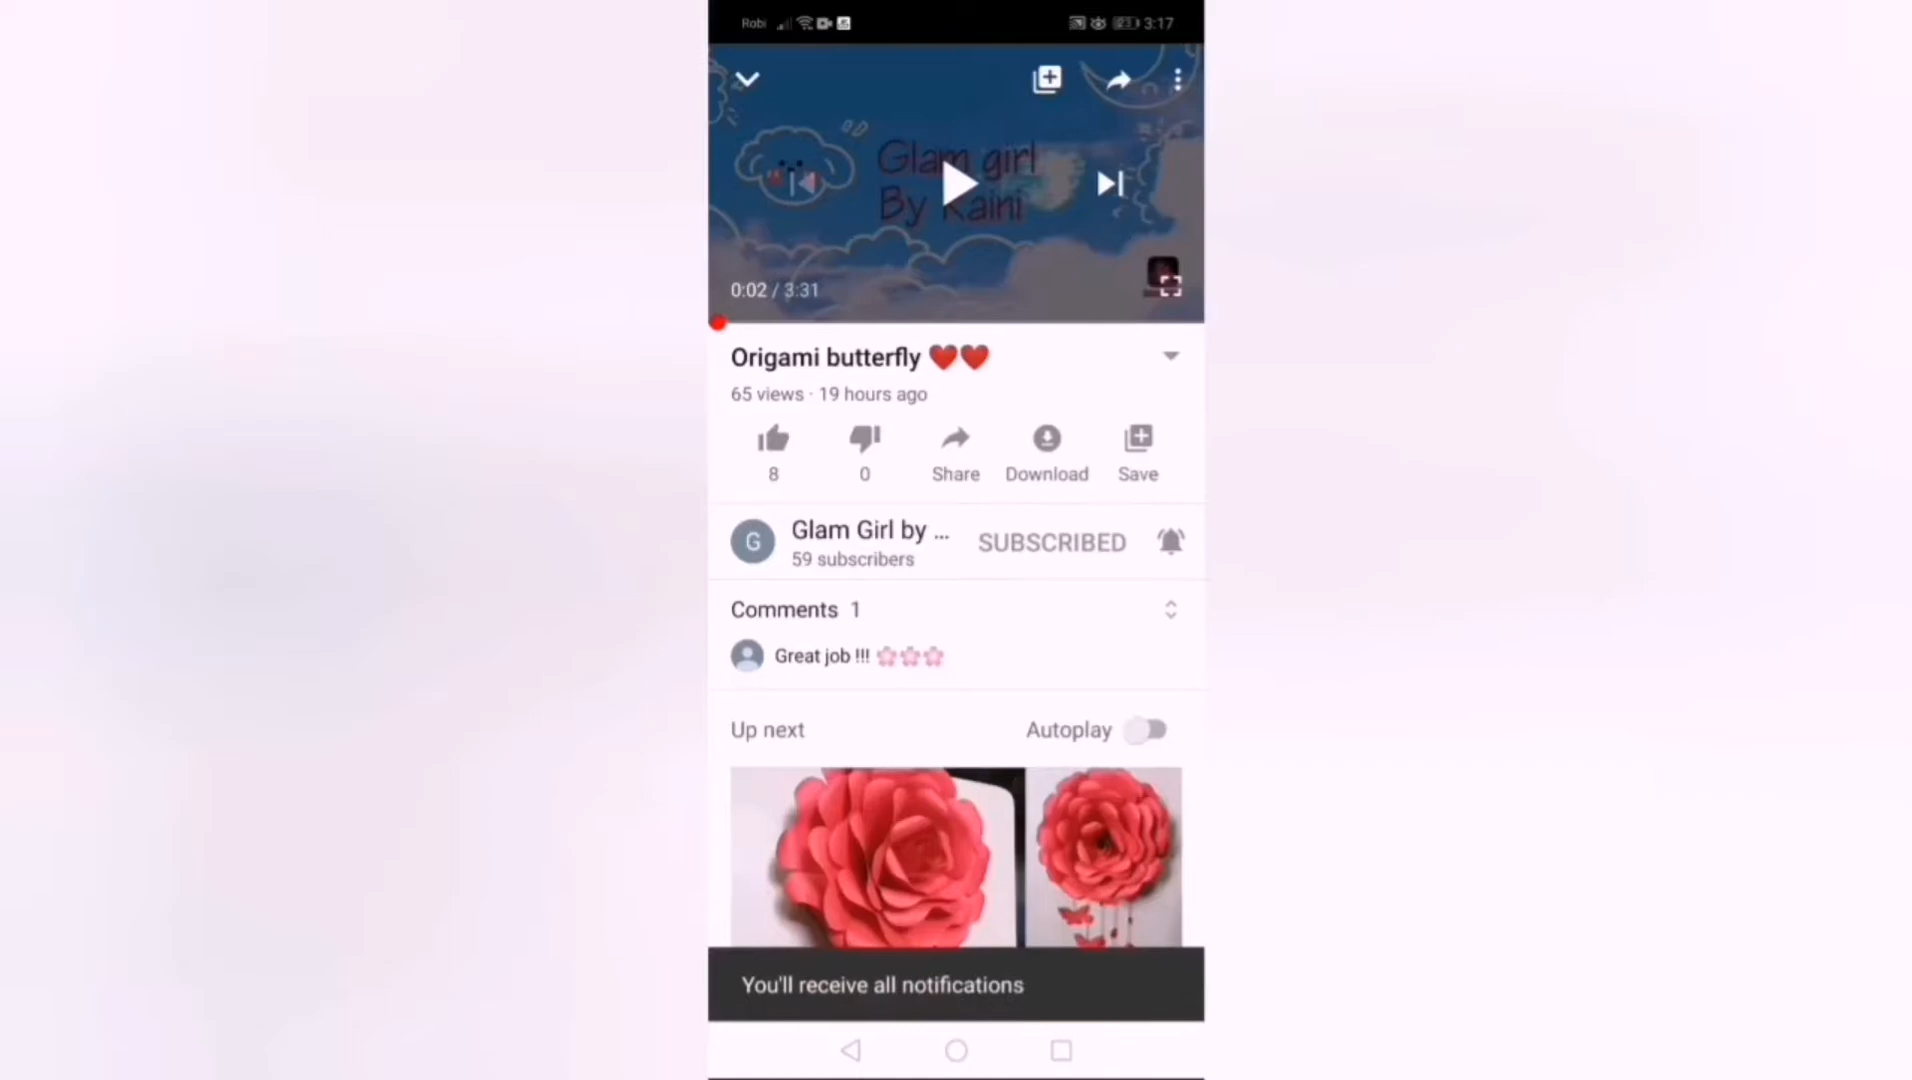 Robi 3:17
Glam girl
By Raini
0:02 / 3:31
Origami butterfly ❤️❤️
65 views · 19 hours ago
8 0 Share Download Save
G
Glam Girl by ...
59 subscribers
SUBSCRIBED
Comments 1
Great job !!! 🌸🌸🌸
Up next Autoplay
You'll receive all notifications